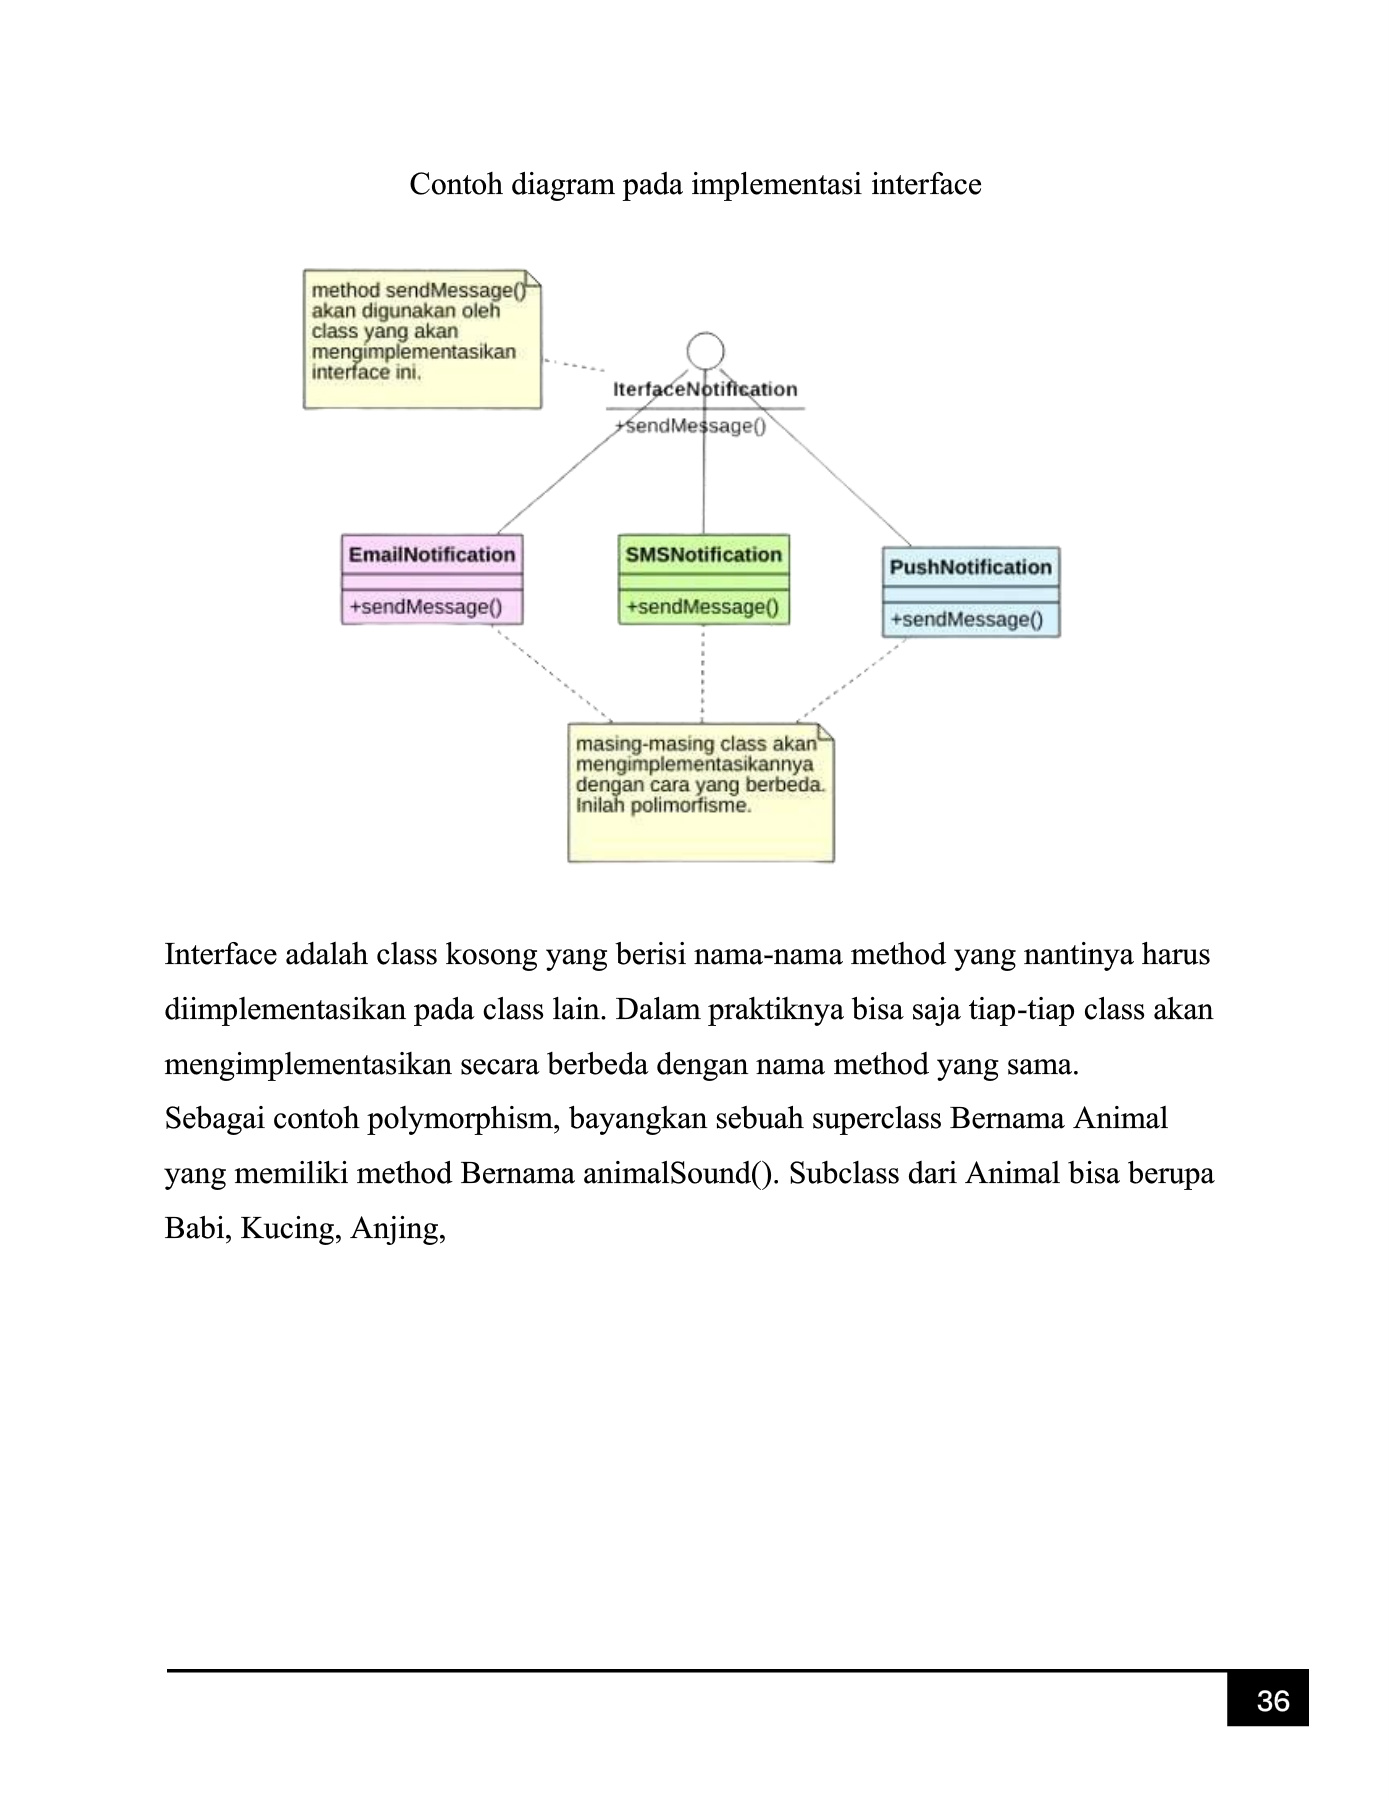 Contoh diagram pada implementasi interface
method sendMessage()
akan digunakan oleh
class yang akan
mengimplementasikan
interface ini.
IterfaceNotification
+sendMessage()
EmailNotification
+sendMessage()
SMSNotification
+sendMessage()
PushNotification
+sendMessage()
masing-masing class akan
mengimplementasikannya
dengan cara yang berbeda.
Inilah polimorfisme.
Interface adalah class kosong yang berisi nama-nama method yang nantinya harus
diimplementasikan pada class lain. Dalam praktiknya bisa saja tiap-tiap class akan
mengimplementasikan secara berbeda dengan nama method yang sama.
Sebagai contoh polymorphism, bayangkan sebuah superclass Bernama Animal
yang memiliki method Bernama animalSound(). Subclass dari Animal bisa berupa
Babi, Kucing, Anjing,
36